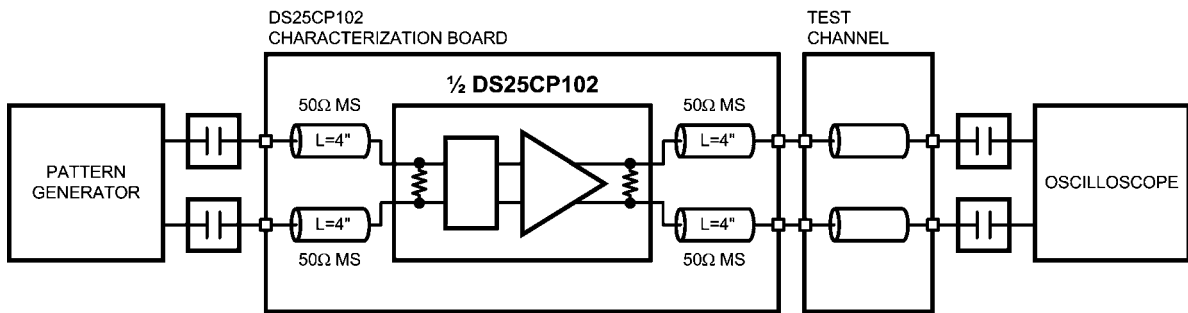 DS25CP102
CHARACTERIZATION BOARD
TEST
CHANNEL
½ DS25CP102
50Ω MS
50Ω MS
L=4"
L=4"
PATTERN
GENERATOR
OSCILLOSCOPE
L=4"
L=4"
50Ω MS
50Ω MS